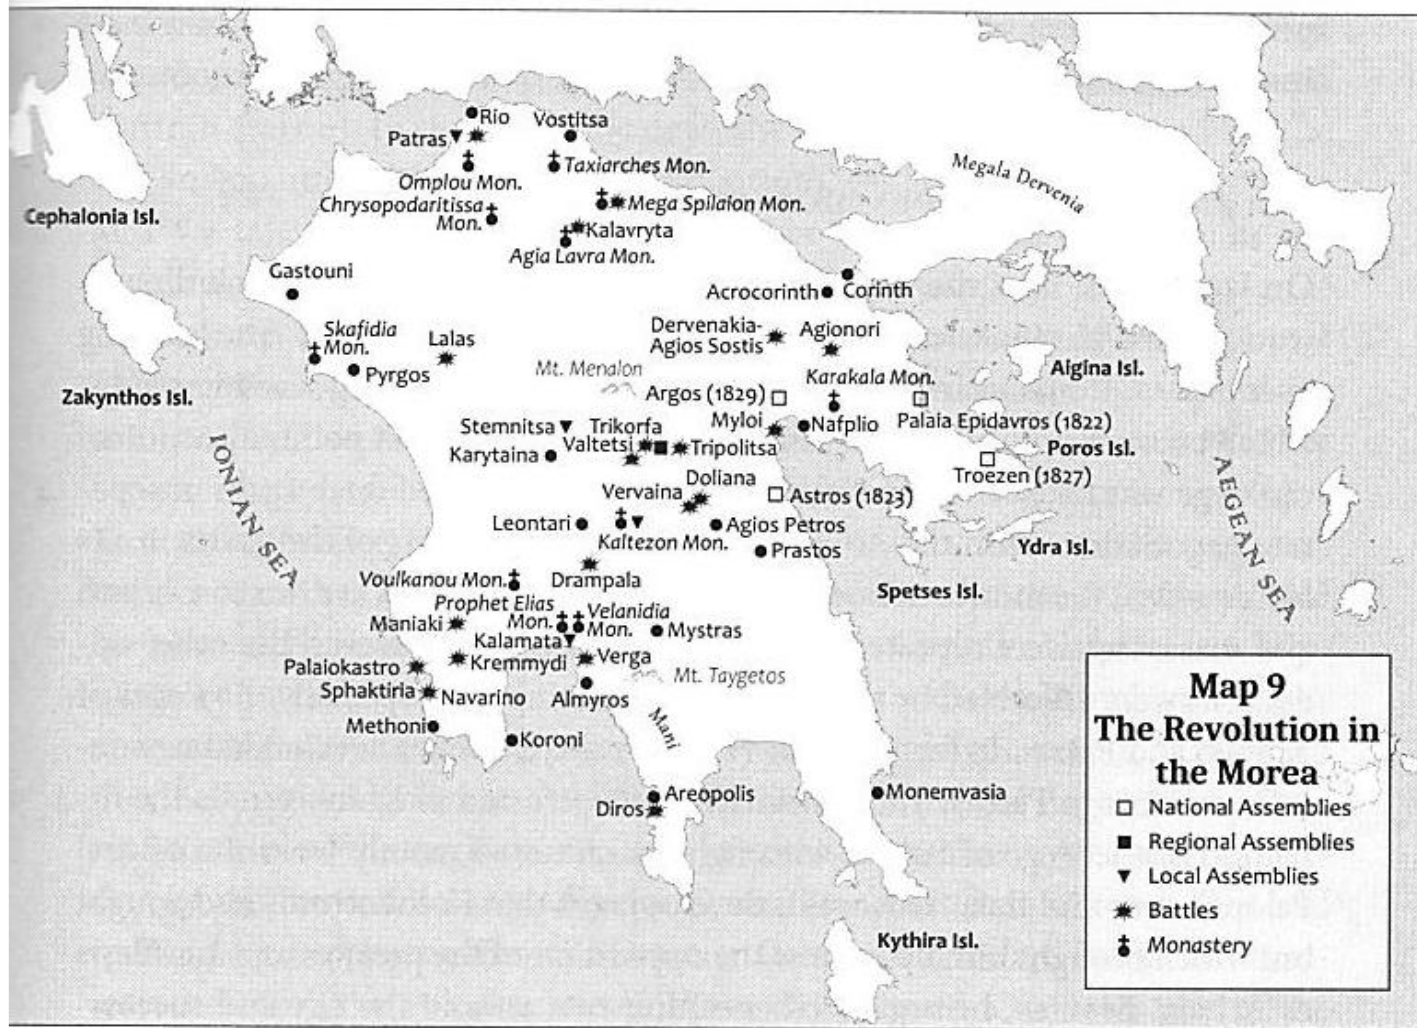 Rio
Vostitsa
Patras
Taxiarches Mon.
Omplou Mon.
Megala Dervenia
Chrysopodaritissa
Mon.
Mega Spilaion Mon.
Cephalonia Isl.
Kalavryta
Agia Lavra Mon.
Gastouni
Acrocorinth
Corinth
Skafidia
Mon.
Lalas
Dervenakia-
Agios Sostis
Agionori
Pyrgos
Mt. Menalon
Karakala Mon.
Aigina Isl.
Zakynthos Isl.
Argos (1829)
Palaia Epidavros (1822)
Stemnitsa
Trikorfa
Myloi
Nafplio
Valtetsi
Tripolitsa
Poros Isl.
Karytaina
Troezen (1827)
IONIAN SEA
AEGEAN SEA
Doliana
Vervaina
Astros (1823)
Leontari
Agios Petros
Kaltezon Mon.
Prastos
Ydra Isl.
Drampala
Voulkanou Mon.
Spetses Isl.
Prophet Elias
Mon.
Velanidia
Mon.
Maniaki
Mystras
Kalamata
Palaiokastro
Kremmydi
Verga
Mt. Taygetos
Sphaktiria
Navarino
Almyros
Methoni
Mani
Koroni
Areopolis
Monemvasia
Diros
Kythira Isl.
Map 9
The Revolution in
the Morea
National Assemblies
Regional Assemblies
Local Assemblies
Battles
Monastery